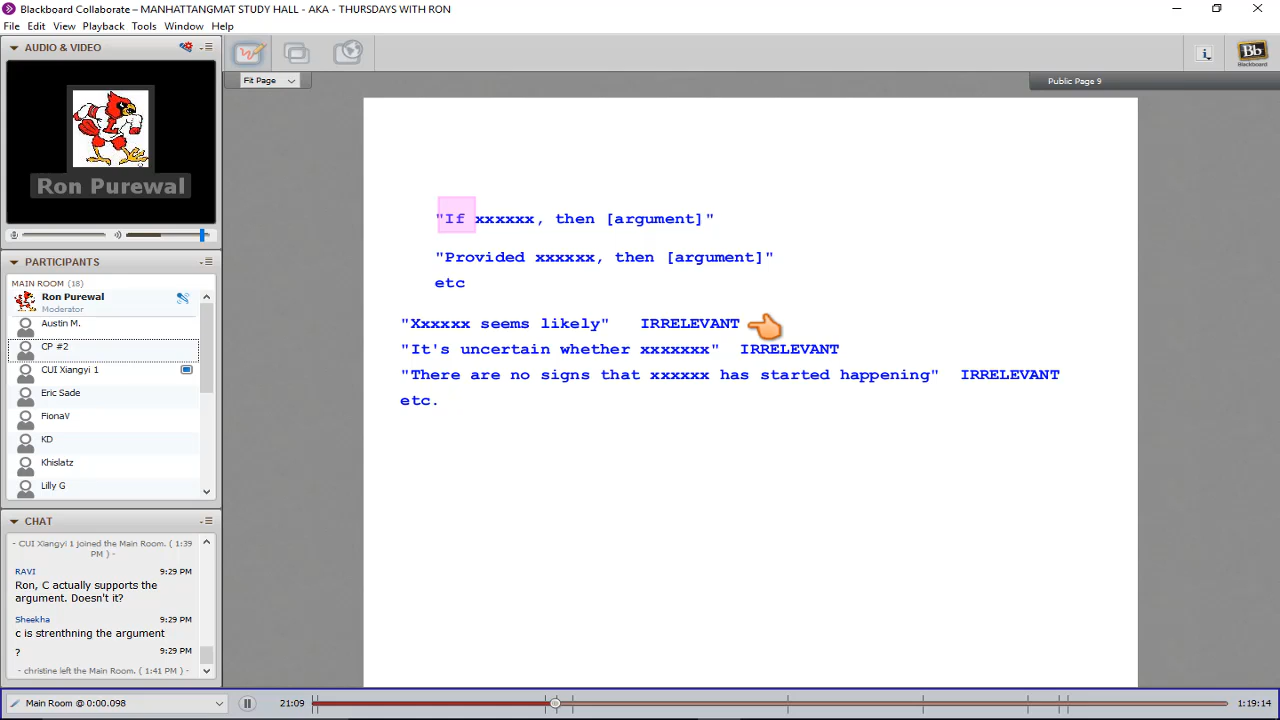 Blackboard Collaborate – MANHATTANGMAT STUDY HALL - AKA - THURSDAYS WITH RON
File Edit View Playback Tools Window Help
AUDIO & VIDEO
Ron Purewal
PARTICIPANTS
MAIN ROOM (18)
Ron Purewal
Moderator
Austin M.
CP #2
CUI Xiangyi 1
Eric Sade
FionaV
KD
Khislatz
Lilly G
CHAT
- CUI Xiangyi 1 joined the Main Room. ( 1:39
PM ) -
RAVI 9:29 PM
Ron, C actually supports the
argument. Doesn't it?
Sheekha 9:29 PM
c is strenthning the argument
? 9:29 PM
- christine left the Main Room. ( 1:41 PM ) -
Fit Page
Public Page 9
Bb
Blackboard
"If xxxxxx, then [argument]"
"Provided xxxxxx, then [argument]"
etc
"Xxxxxx seems likely" IRRELEVANT
"It's uncertain whether xxxxxxx" IRRELEVANT
"There are no signs that xxxxxx has started happening" IRRELEVANT
etc.
Main Room @ 0:00.098
21:09
1:19:14